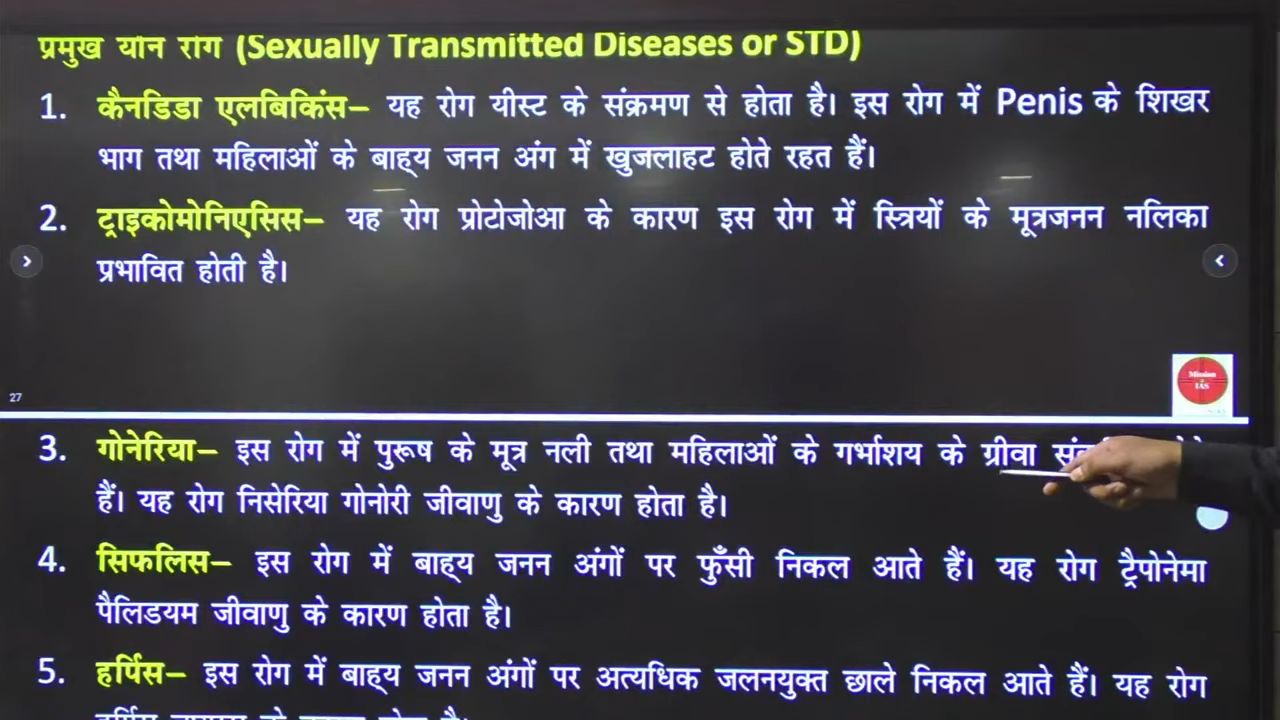 प्रमुख यौन रोग (Sexually Transmitted Diseases or STD)
1. कैनडिडा एलबिकिंस– यह रोग यीस्ट के संक्रमण से होता है। इस रोग में Penis के शिखर
भाग तथा महिलाओं के बाह्य जनन अंग में खुजलाहट होते रहत हैं।
2. ट्राइकोमोनिएसिस– यह रोग प्रोटोजोआ के कारण इस रोग में स्त्रियों के मूत्रजनन नलिका
प्रभावित होती है।
Mission
IAS
27
3. गोनेरिया– इस रोग में पुरूष के मूत्र नली तथा महिलाओं के गर्भाशय के ग्रीवा
हैं। यह रोग निसेरिया गोनोरी जीवाणु के कारण होता है।
4. सिफलिस– इस रोग में बाह्य जनन अंगों पर फुँसी निकल आते हैं। यह रोग ट्रैपोनेमा
पैलिडयम जीवाणु के कारण होता है।
5. हर्पिस– इस रोग में बाह्य जनन अंगों पर अत्यधिक जलनयुक्त छाले निकल आते हैं। यह रोग